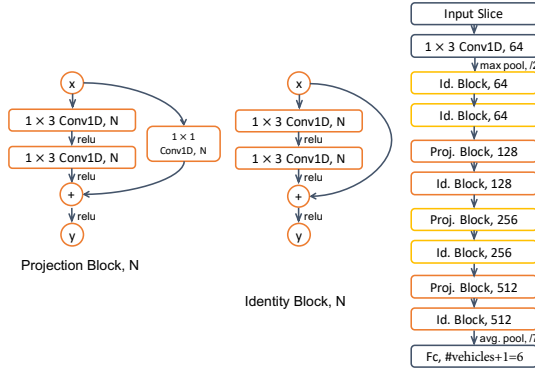 x
1 × 3 Conv1D, N
relu
1 × 3 Conv1D, N
relu
+
relu
y
1 × 1
Conv1D, N
Projection Block, N
x
1 × 3 Conv1D, N
relu
1 × 3 Conv1D, N
relu
+
relu
y
Identity Block, N
Input Slice
1 × 3 Conv1D, 64
max pool, /2
Id. Block, 64
Id. Block, 64
Proj. Block, 128
Id. Block, 128
Proj. Block, 256
Id. Block, 256
Proj. Block, 512
Id. Block, 512
avg. pool, /7
Fc, #vehicles+1=6